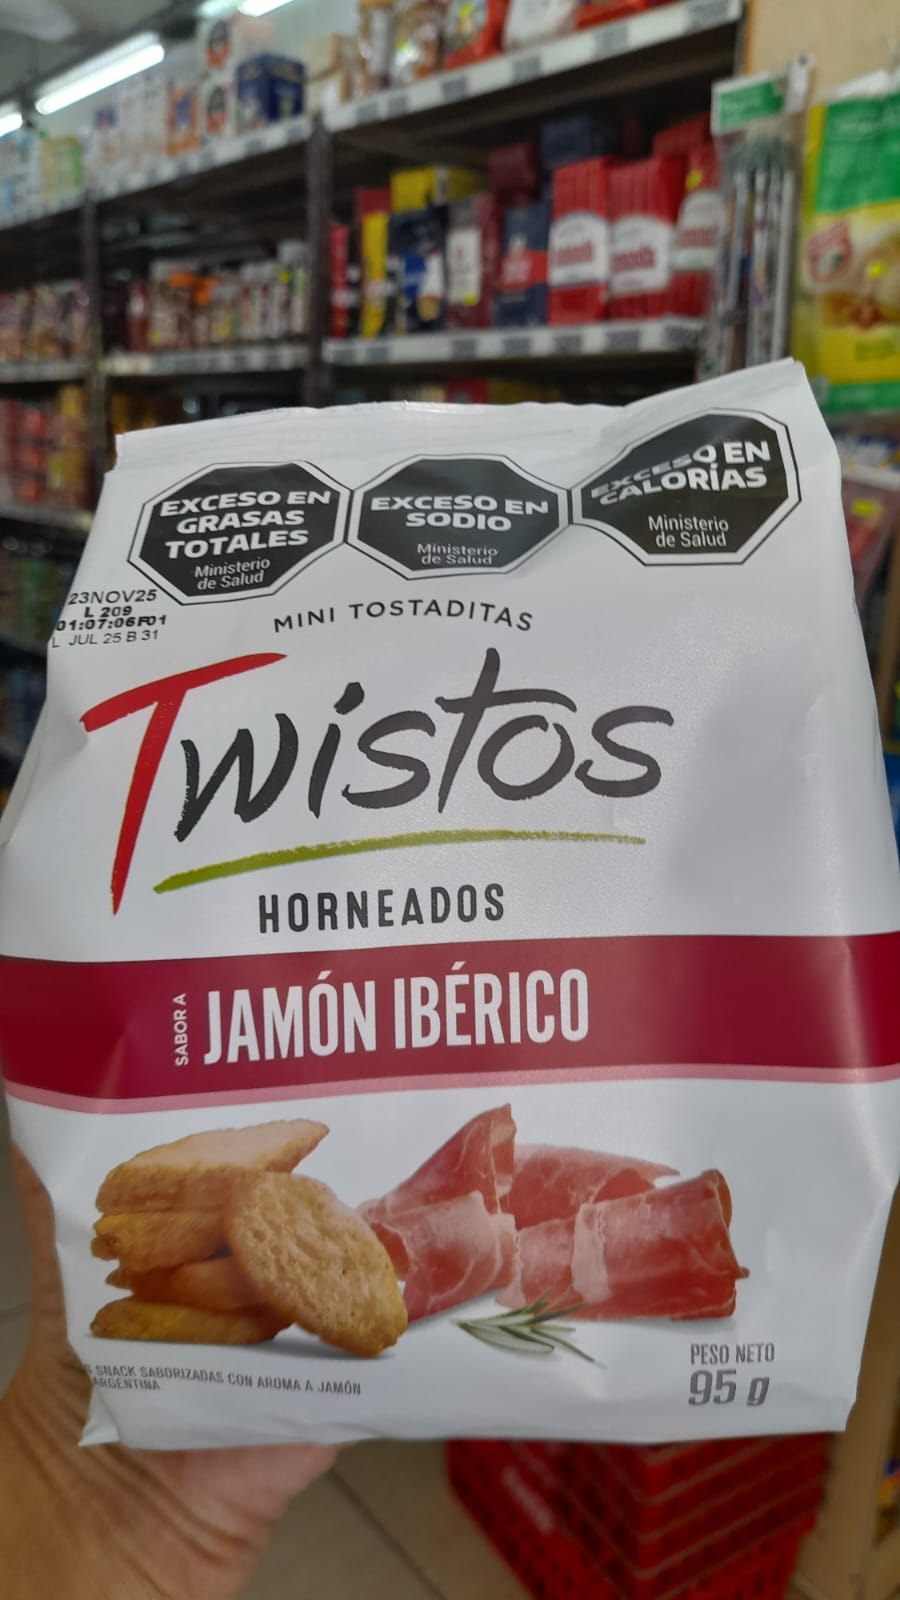 EXCESO EN
GRASAS
TOTALES
Ministerio
de Salud
EXCESO EN
SODIO
Ministerio
de Salud
EXCESO EN
CALORÍAS
Ministerio
de Salud
23NOV25
L 209
01:07:06F01
L JUL 25 B 31
MINI TOSTADITAS
Twistos
HORNEADOS
SABOR A
JAMÓN IBÉRICO
SNACK SABORIZADAS CON AROMA A JAMÓN
ARGENTINA
PESO NETO
95 g